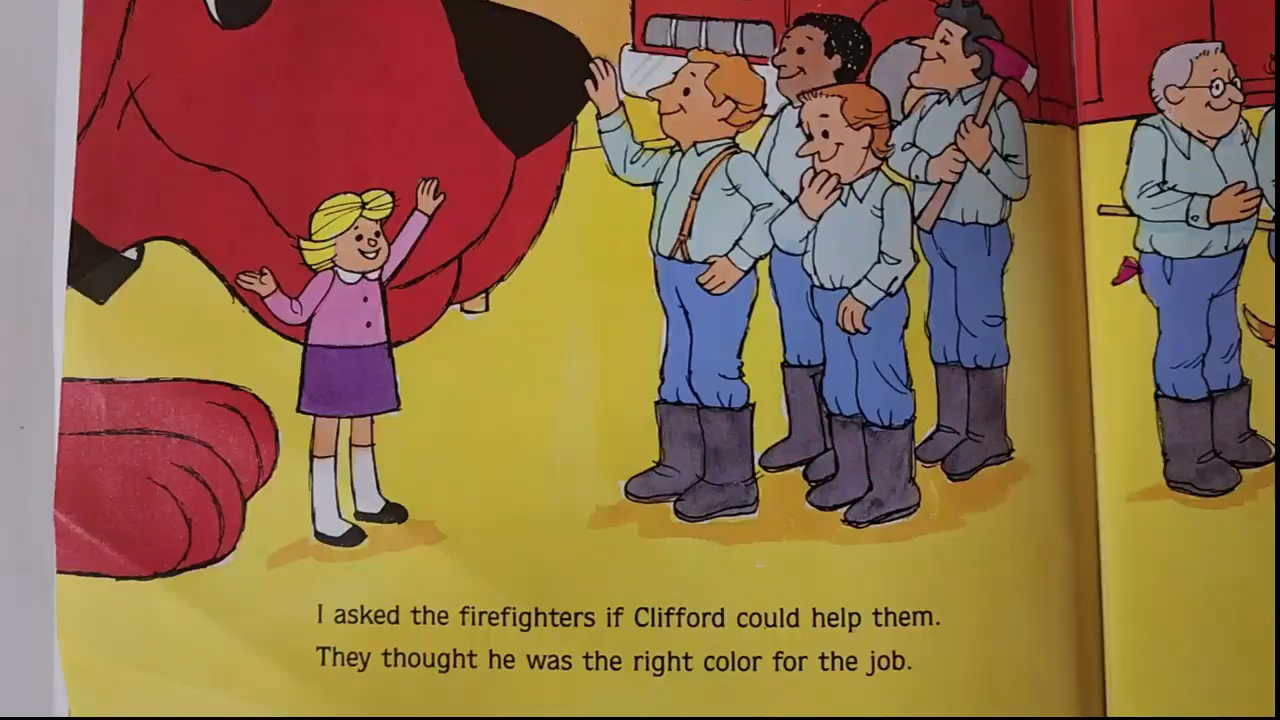 I asked the firefighters if Clifford could help them.
They thought he was the right color for the job.